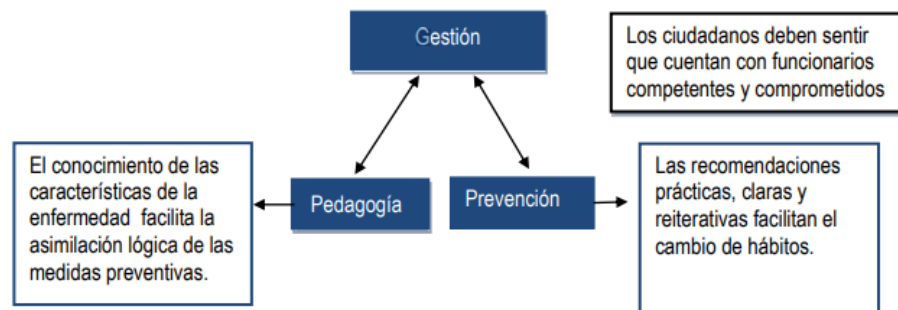 Gestión
Los ciudadanos deben sentir
que cuentan con funcionarios
competentes y comprometidos
El conocimiento de las
características de la
enfermedad facilita la
asimilación lógica de las
medidas preventivas.
Pedagogía
Prevención
Las recomendaciones
prácticas, claras y
reiterativas facilitan el
cambio de hábitos.